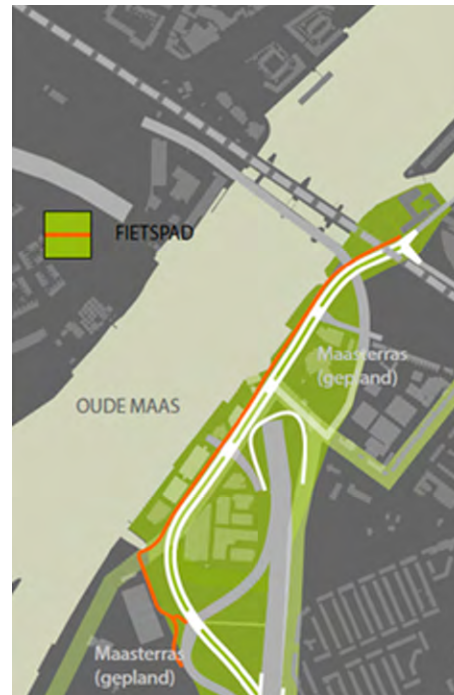 FIETSPAD
Maasterras
(gepland)
OUDE MAAS
Maasterras
(gepland)